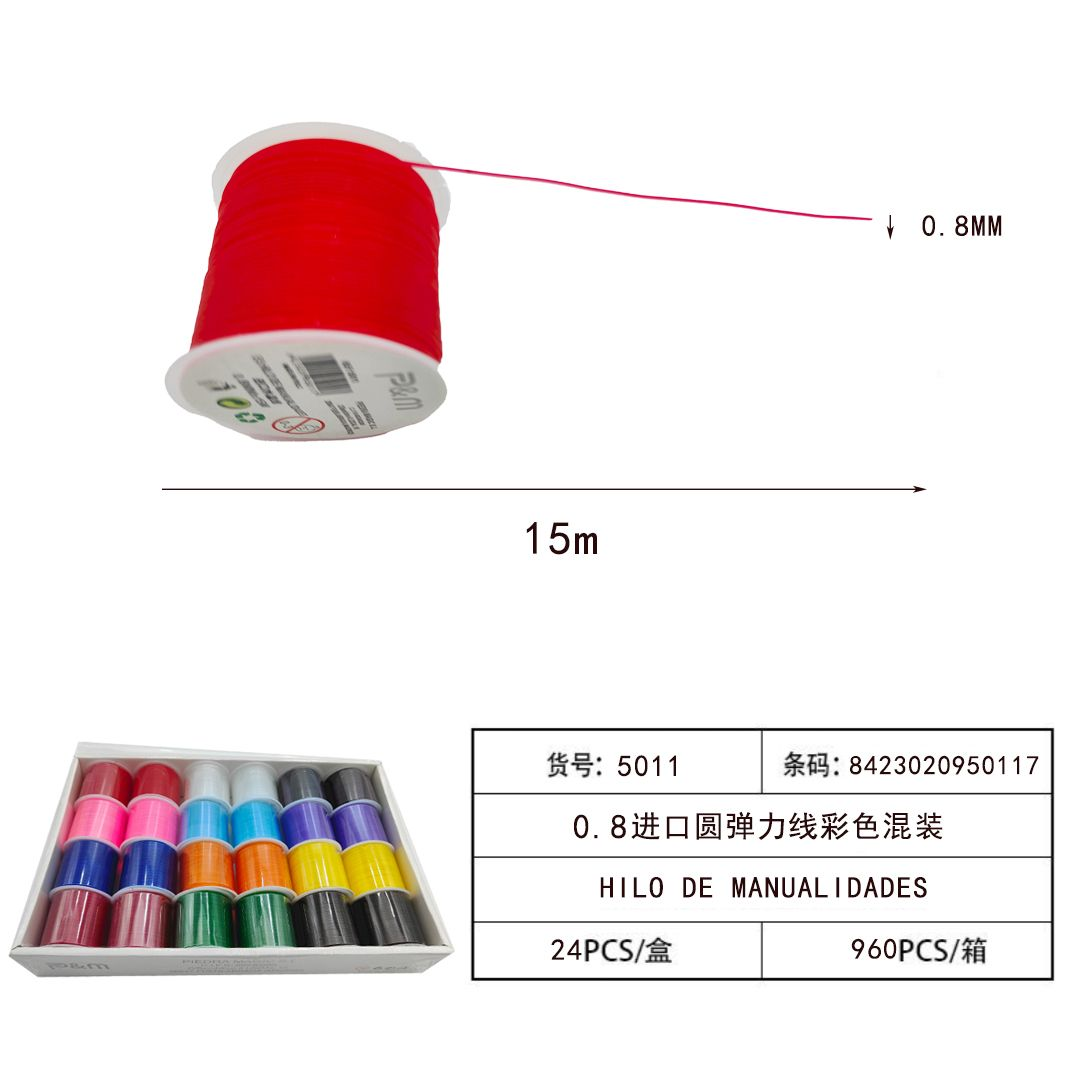 0.8MM
P&M
15m
货号: 5011
条码: 8423020950117
0.8进口圆弹力线彩色混装
HILO DE MANUALIDADES
24PCS/盒
960PCS/箱
P&M